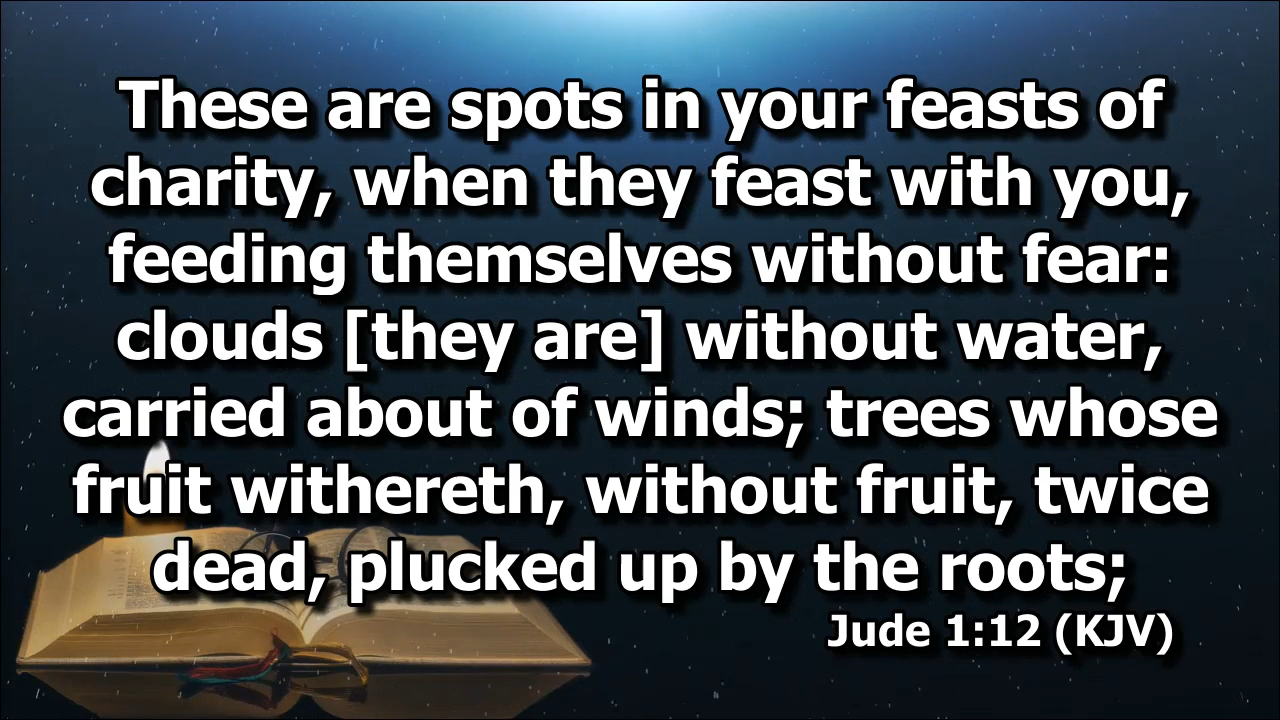 These are spots in your feasts of
charity, when they feast with you,
feeding themselves without fear:
clouds [they are] without water,
carried about of winds; trees whose
fruit withereth, without fruit, twice
dead, plucked up by the roots;
Jude 1:12 (KJV)